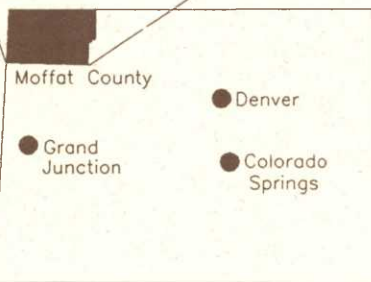 Moffat County
Denver
Grand
Junction
Colorado
Springs